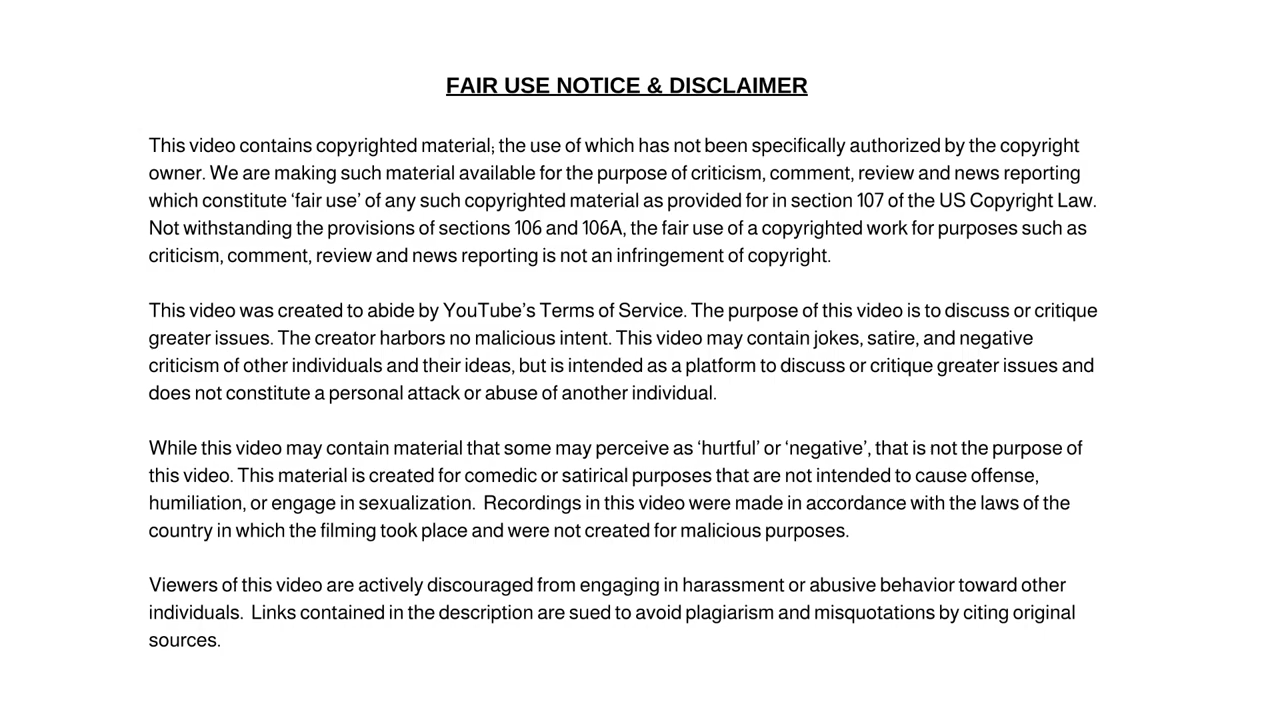 FAIR USE NOTICE & DISCLAIMER
This video contains copyrighted material; the use of which has not been specifically authorized by the copyright
owner. We are making such material available for the purpose of criticism, comment, review and news reporting
which constitute ‘fair use’ of any such copyrighted material as provided for in section 107 of the US Copyright Law.
Not withstanding the provisions of sections 106 and 106A, the fair use of a copyrighted work for purposes such as
criticism, comment, review and news reporting is not an infringement of copyright.
This video was created to abide by YouTube’s Terms of Service. The purpose of this video is to discuss or critique
greater issues. The creator harbors no malicious intent. This video may contain jokes, satire, and negative
criticism of other individuals and their ideas, but is intended as a platform to discuss or critique greater issues and
does not constitute a personal attack or abuse of another individual.
While this video may contain material that some may perceive as ‘hurtful’ or ‘negative’, that is not the purpose of
this video. This material is created for comedic or satirical purposes that are not intended to cause offense,
humiliation, or engage in sexualization.  Recordings in this video were made in accordance with the laws of the
country in which the filming took place and were not created for malicious purposes.
Viewers of this video are actively discouraged from engaging in harassment or abusive behavior toward other
individuals.  Links contained in the description are sued to avoid plagiarism and misquotations by citing original
sources.